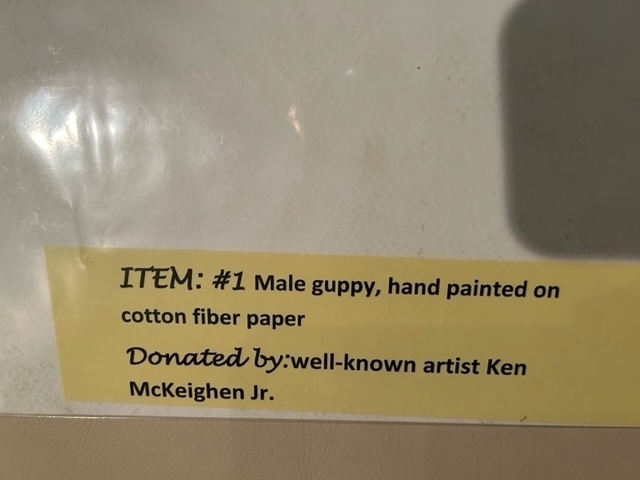 ITEM: #1 Male guppy, hand painted on
cotton fiber paper
Donated by:well-known artist Ken
McKeighen Jr.